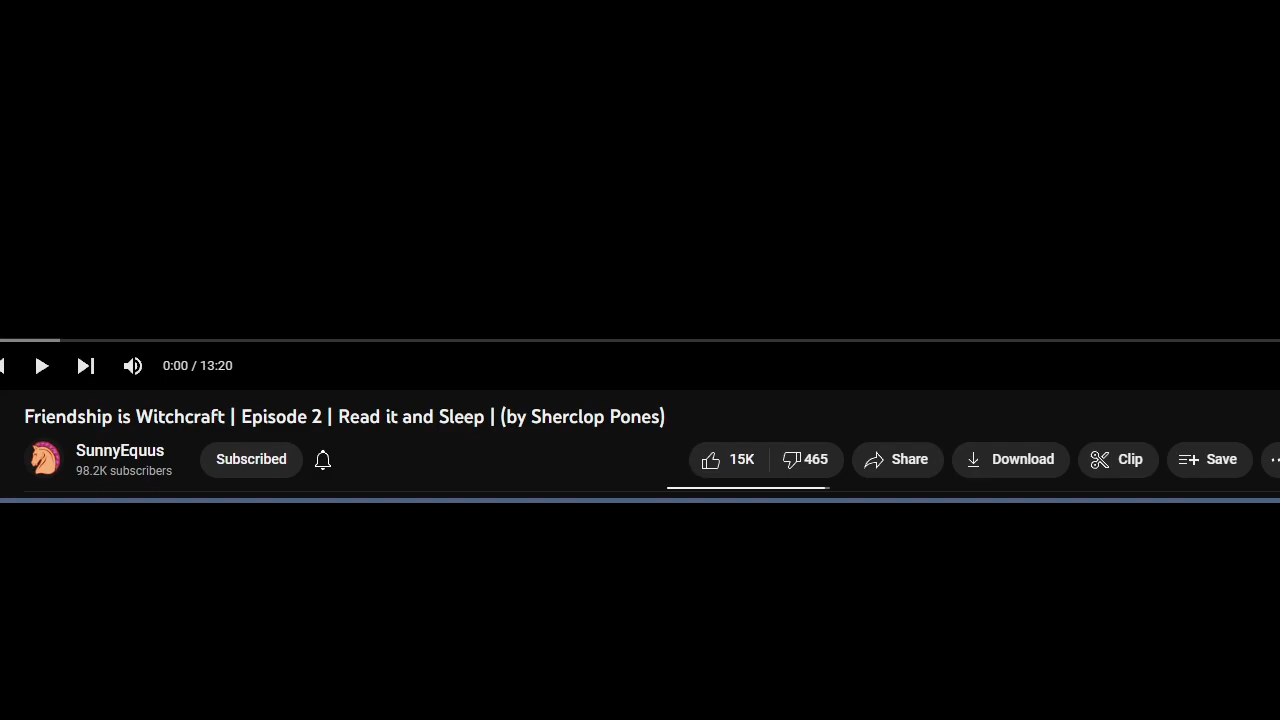 0:00 / 13:20
Friendship is Witchcraft | Episode 2 | Read it and Sleep | (by Sherclop Pones)
SunnyEquus
98.2K subscribers
Subscribed
15K
465
Share
Download
Clip
Save